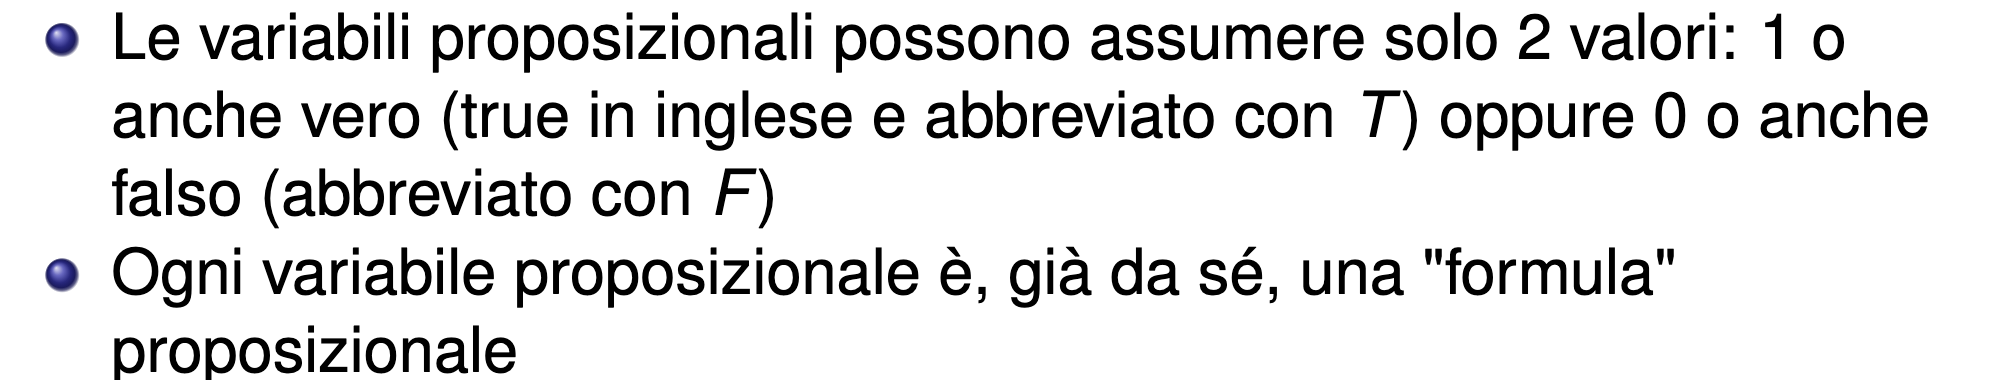 Le variabili proposizionali possono assumere solo 2 valori: 1 o
anche vero (true in inglese e abbreviato con T) oppure 0 o anche
falso (abbreviato con F)
Ogni variabile proposizionale è, già da sé, una "formula"
proposizionale